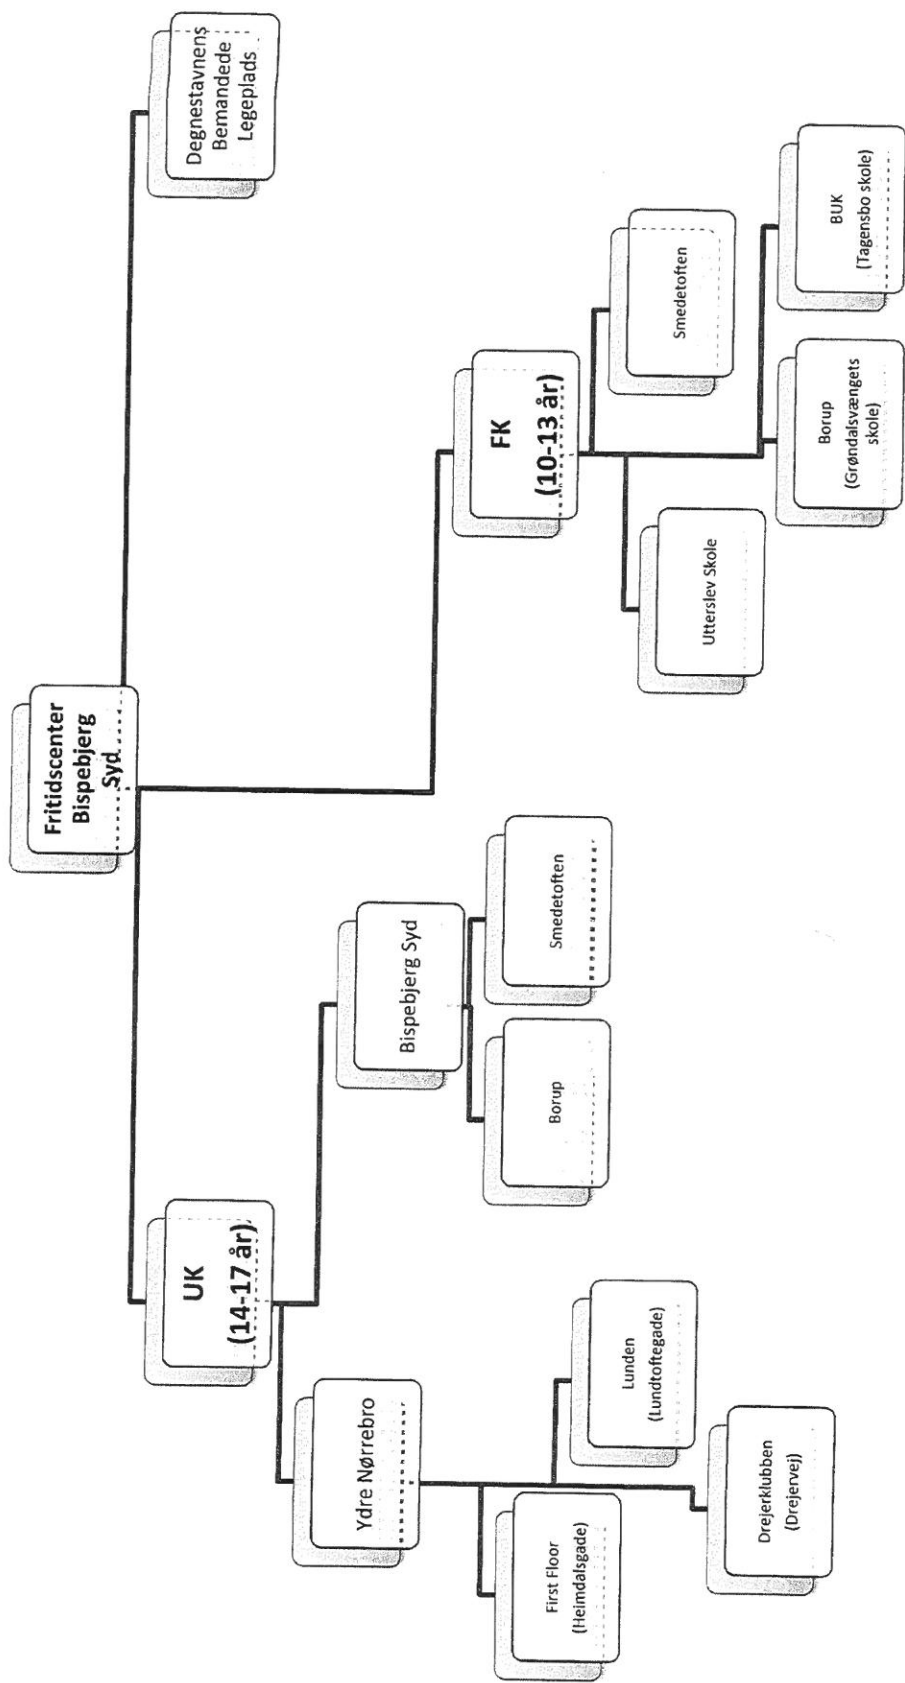 Fritidscenter
Bispebjerg
Syd
UK
(14-17 år)
FK
(10-13 år)
Degnestavnens
Bemandede
Legeplads
Ydre Nørrebro
Bispebjerg Syd
First Floor
(Heimdalsgade)
Lunden
(Lundtoftegade)
Drejerklubben
(Drejervej)
Borup
Smedetoften
Utterslev Skole
Smedetoften
Borup
(Grøndalsvængets
skole)
BUK
(Tagensbo skole)